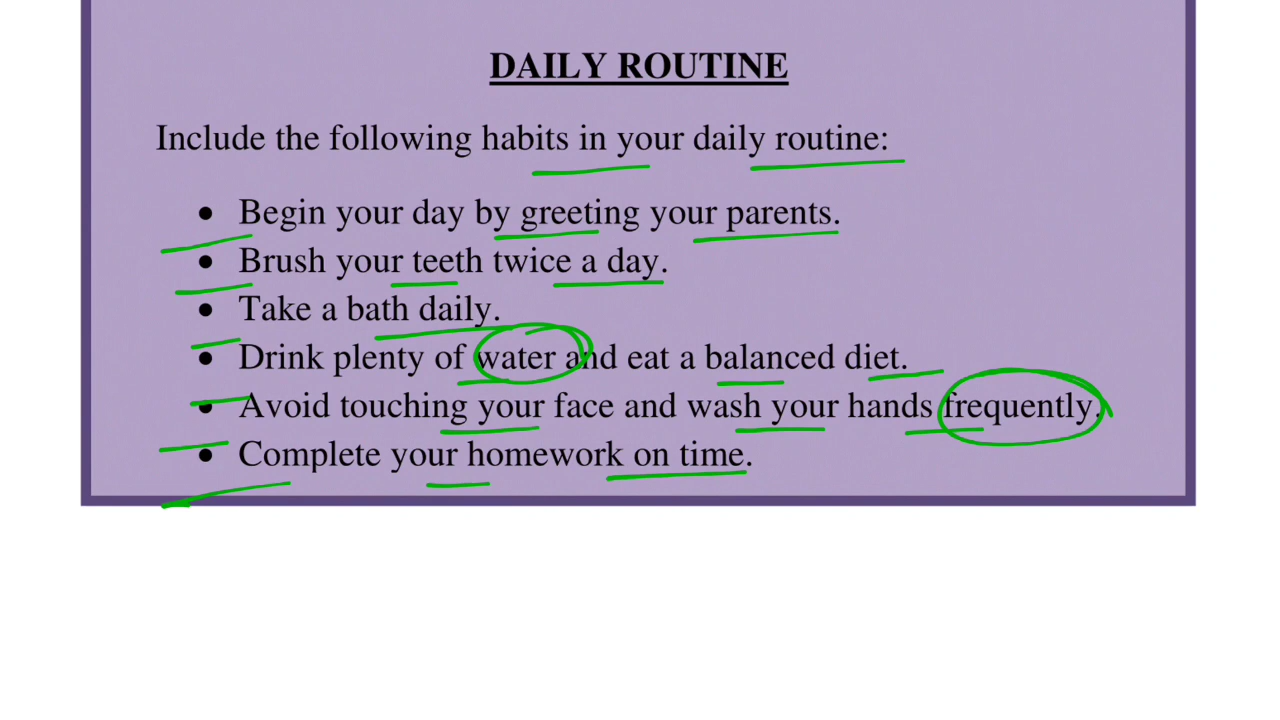 DAILY ROUTINE
Include the following habits in your daily routine:
• Begin your day by greeting your parents.
• Brush your teeth twice a day.
• Take a bath daily.
• Drink plenty of water and eat a balanced diet.
• Avoid touching your face and wash your hands frequently.
• Complete your homework on time.